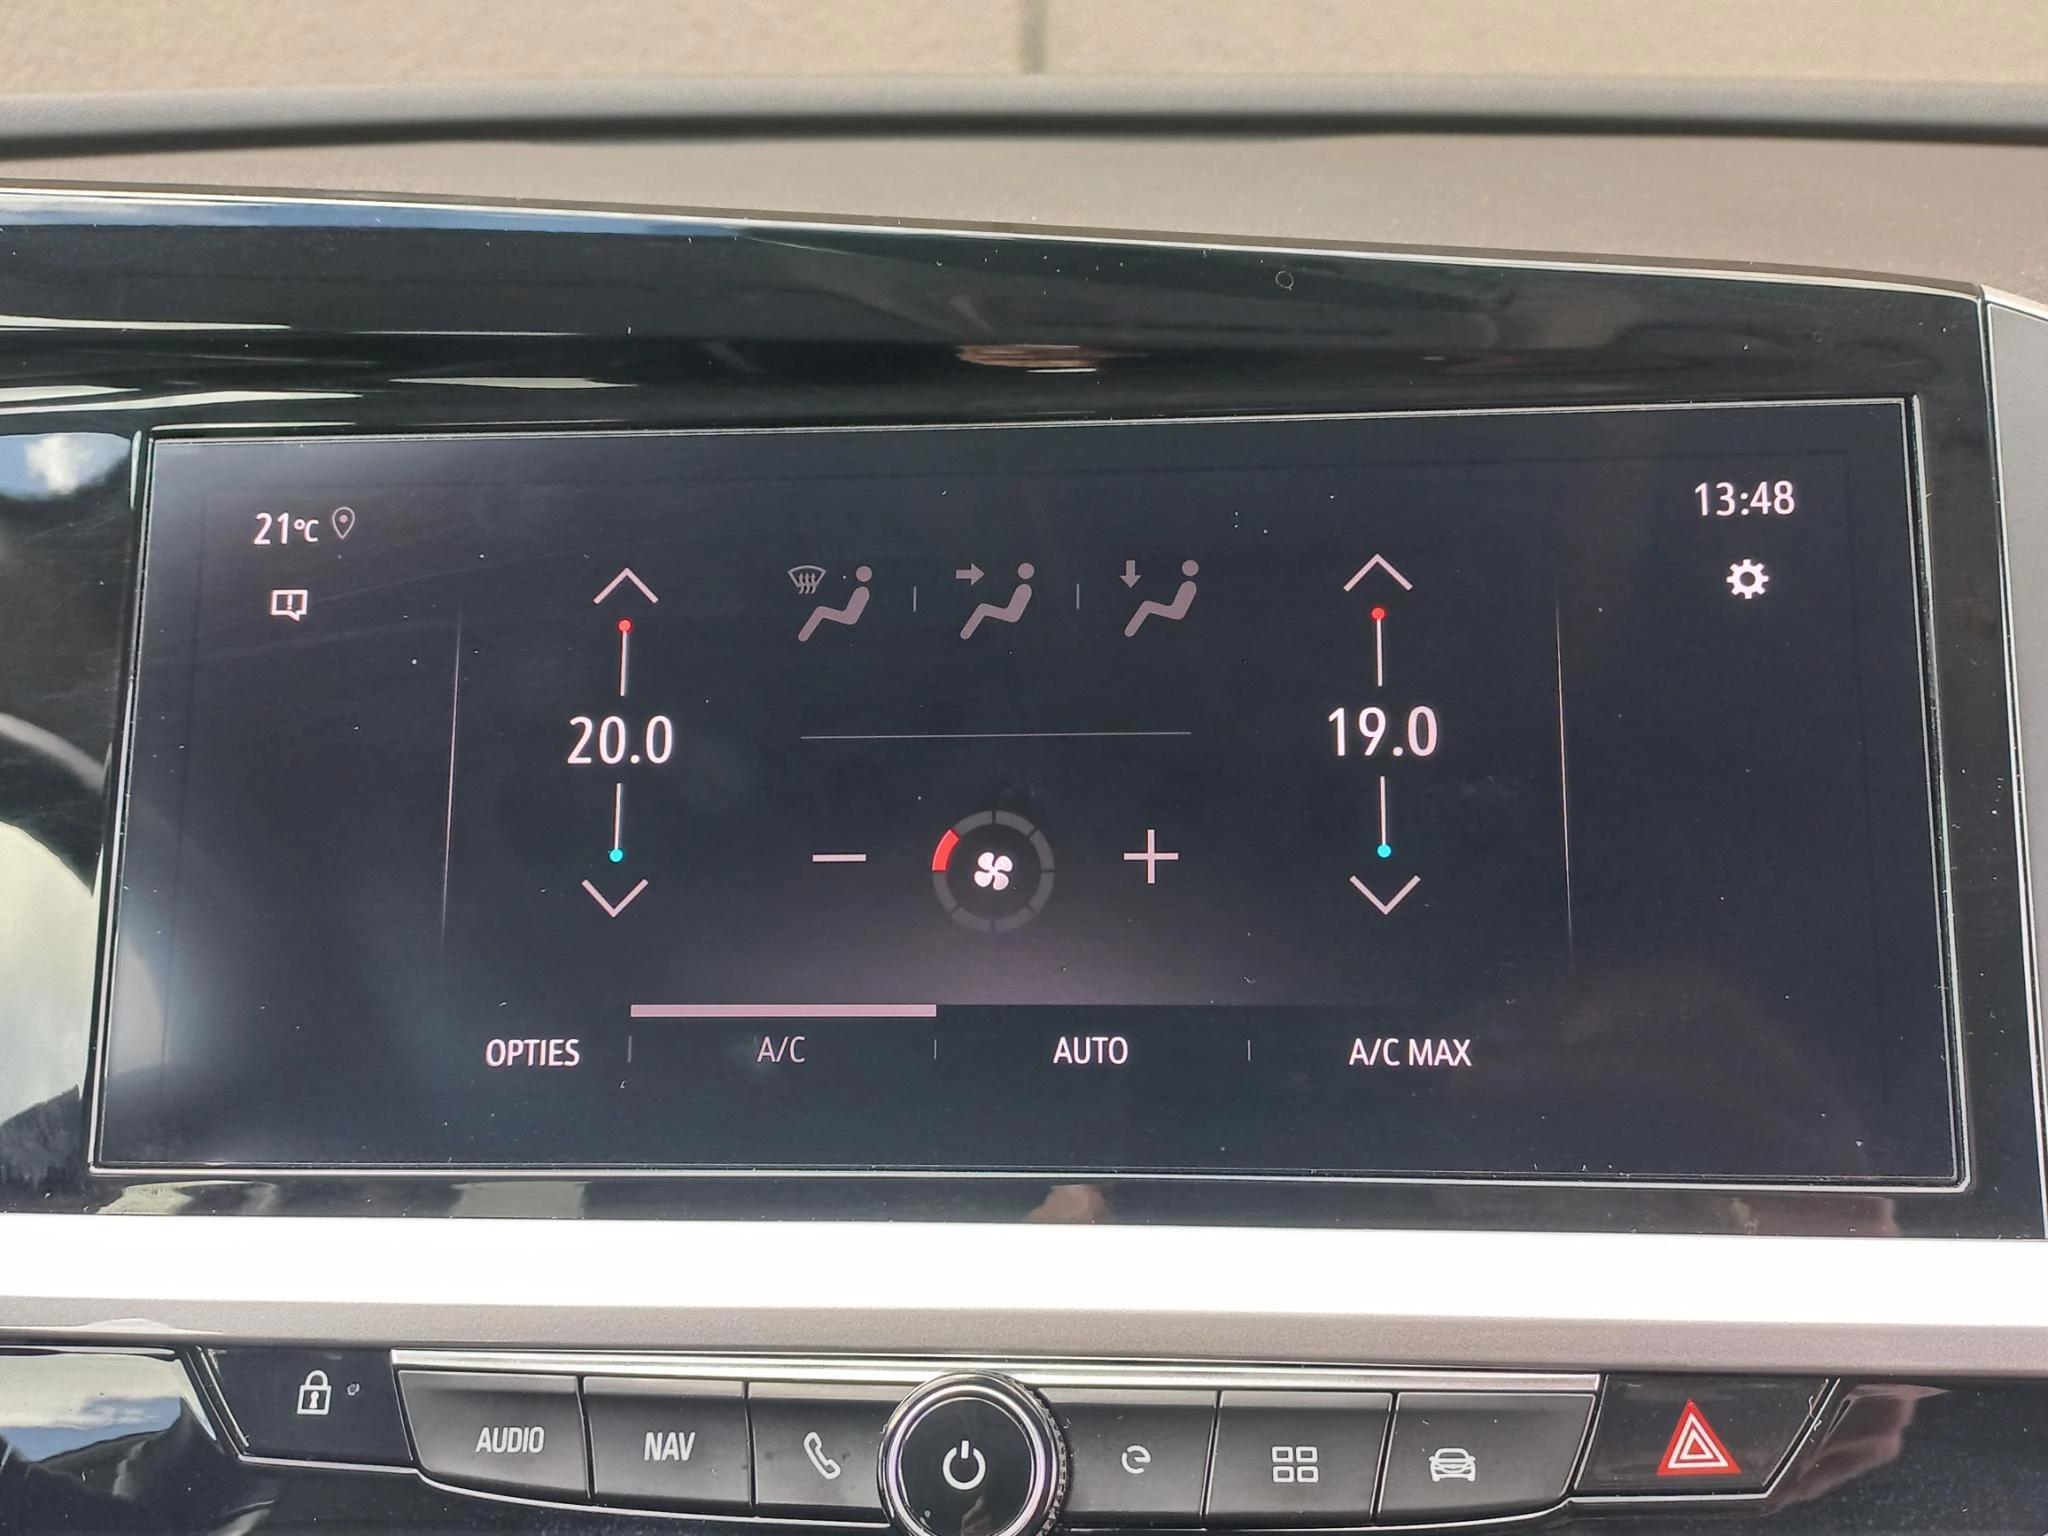 21°C
13:48
20.0
19.0
OPTIES
A/C
AUTO
A/C MAX
AUDIO
NAV